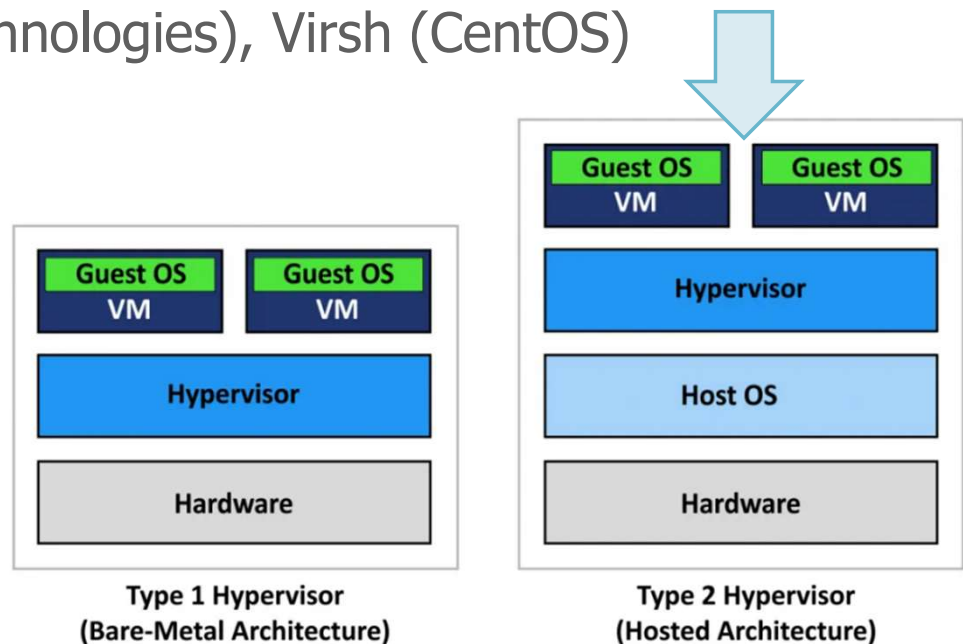 hnologies), Virsh (CentOS)
Guest OS
VM
Guest OS
VM
Hypervisor
Hardware
Type 1 Hypervisor
(Bare-Metal Architecture)
Guest OS
VM
Guest OS
VM
Hypervisor
Host OS
Hardware
Type 2 Hypervisor
(Hosted Architecture)